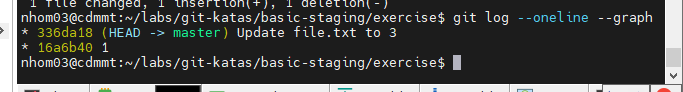 1 file changed, 1 insertion(+), 1 deletion(-)
nhom03@cdmmt:~/labs/git-katas/basic-staging/exercise$ git log --oneline --graph
* 336da18 (HEAD -> master) Update file.txt to 3
* 16a6b40 1
nhom03@cdmmt:~/labs/git-katas/basic-staging/exercise$